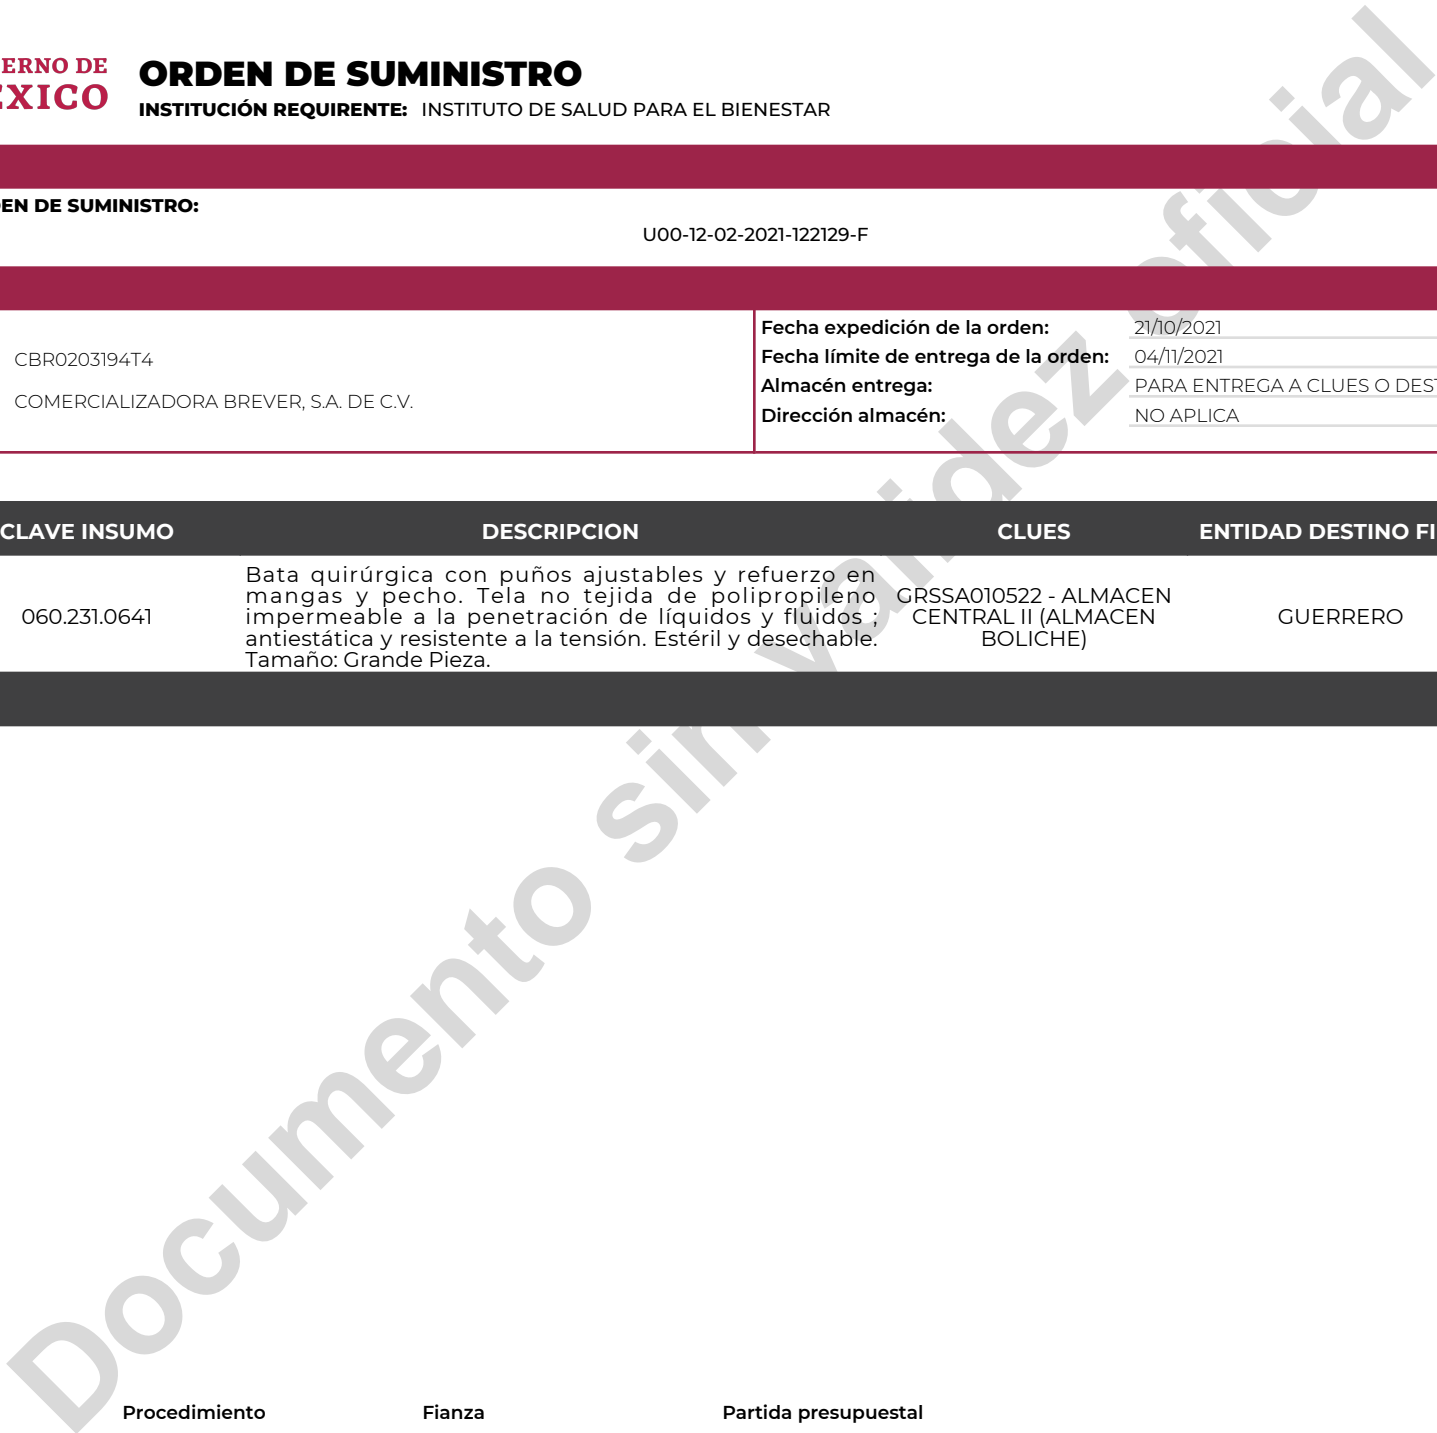 ERNO DE
EXICO
ORDEN DE SUMINISTRO
INSTITUCIÓN REQUIRENTE: INSTITUTO DE SALUD PARA EL BIENESTAR
EN DE SUMINISTRO:
U00-12-02-2021-122129-F
CBR0203194T4
COMERCIALIZADORA BREVER, S.A. DE C.V.
Fecha expedición de la orden: 21/10/2021
Fecha límite de entrega de la orden: 04/11/2021
Almacén entrega: PARA ENTREGA A CLUES O DEST
Dirección almacén: NO APLICA
CLAVE INSUMO DESCRIPCION CLUES ENTIDAD DESTINO FI
060.231.0641
Bata quirúrgica con puños ajustables y refuerzo en
mangas y pecho. Tela no tejida de polipropileno
impermeable a la penetración de líquidos y fluidos ;
antiestática y resistente a la tensión. Estéril y desechable.
Tamaño: Grande Pieza.
GRSSA010522 - ALMACEN
CENTRAL II (ALMACEN
BOLICHE)
GUERRERO
Documento sin validez oficial
Procedimiento Fianza Partida presupuestal